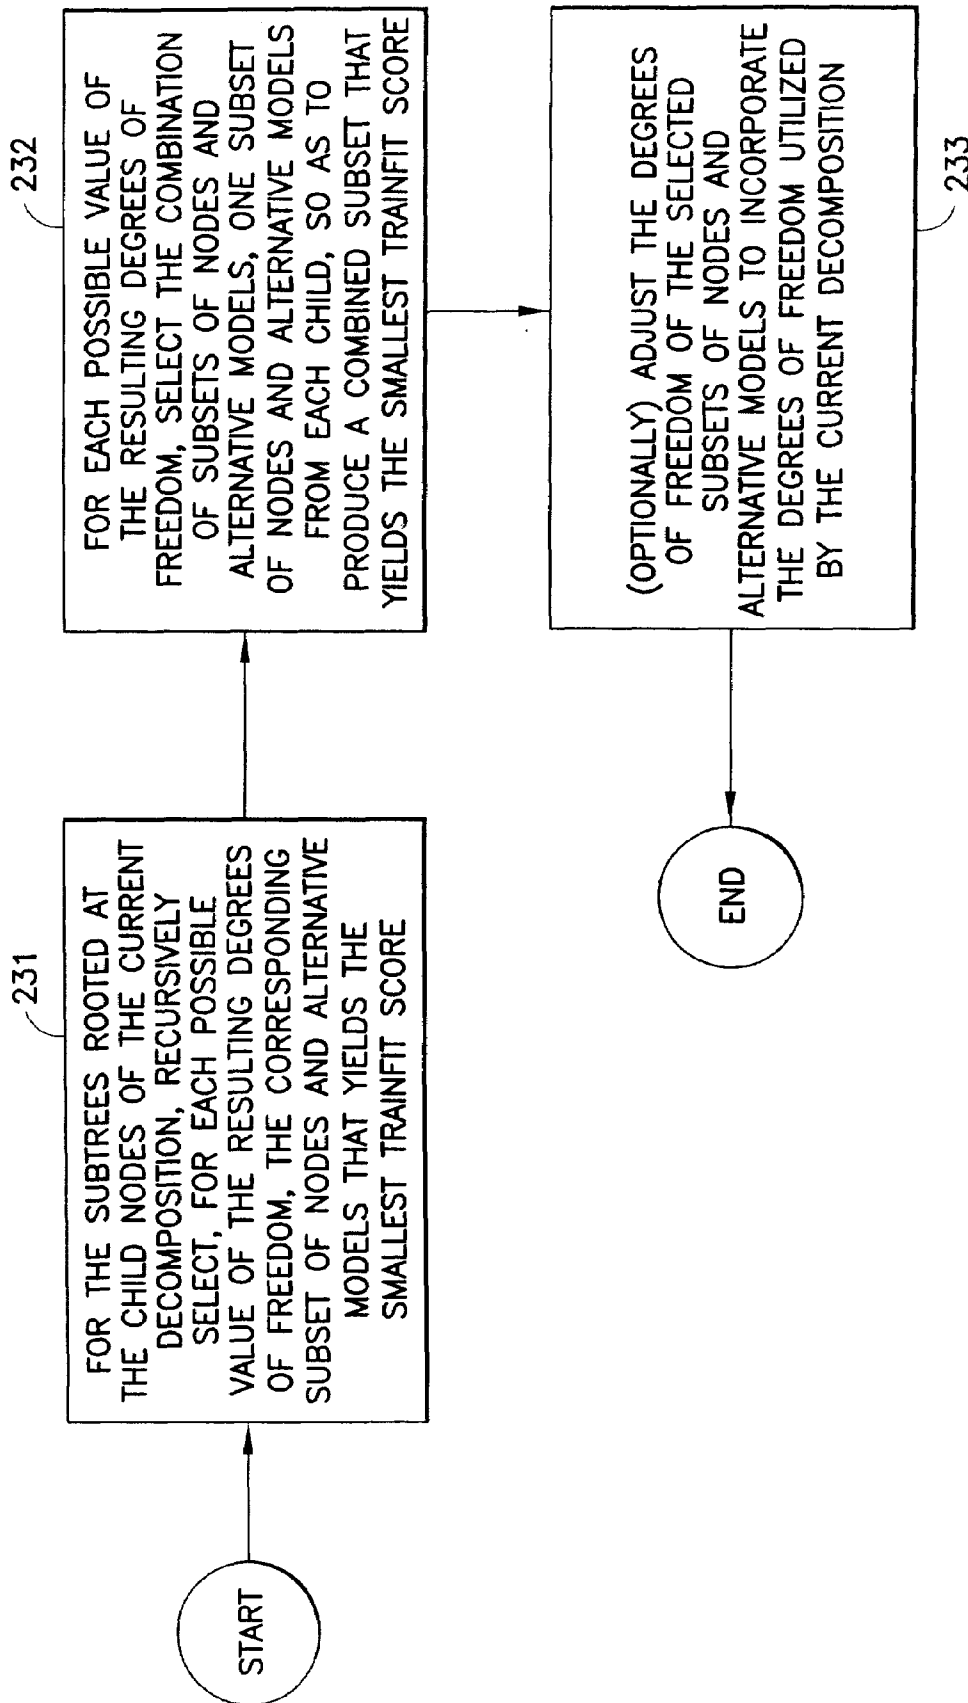 START
231
FOR THE SUBTREES ROOTED AT
THE CHILD NODES OF THE CURRENT
DECOMPOSITION, RECURSIVELY
SELECT, FOR EACH POSSIBLE
VALUE OF THE RESULTING DEGREES
OF FREEDOM, THE CORRESPONDING
SUBSET OF NODES AND ALTERNATIVE
MODELS THAT YIELDS THE
SMALLEST TRAINFIT SCORE
232
FOR EACH POSSIBLE VALUE OF
THE RESULTING DEGREES OF
FREEDOM, SELECT THE COMBINATION
OF SUBSETS OF NODES AND
ALTERNATIVE MODELS, ONE SUBSET
OF NODES AND ALTERNATIVE MODELS
FROM EACH CHILD, SO AS TO
PRODUCE A COMBINED SUBSET THAT
YIELDS THE SMALLEST TRAINFIT SCORE
(OPTIONALLY) ADJUST THE DEGREES
OF FREEDOM OF THE SELECTED
SUBSETS OF NODES AND
ALTERNATIVE MODELS TO INCORPORATE
THE DEGREES OF FREEDOM UTILIZED
BY THE CURRENT DECOMPOSITION
233
END